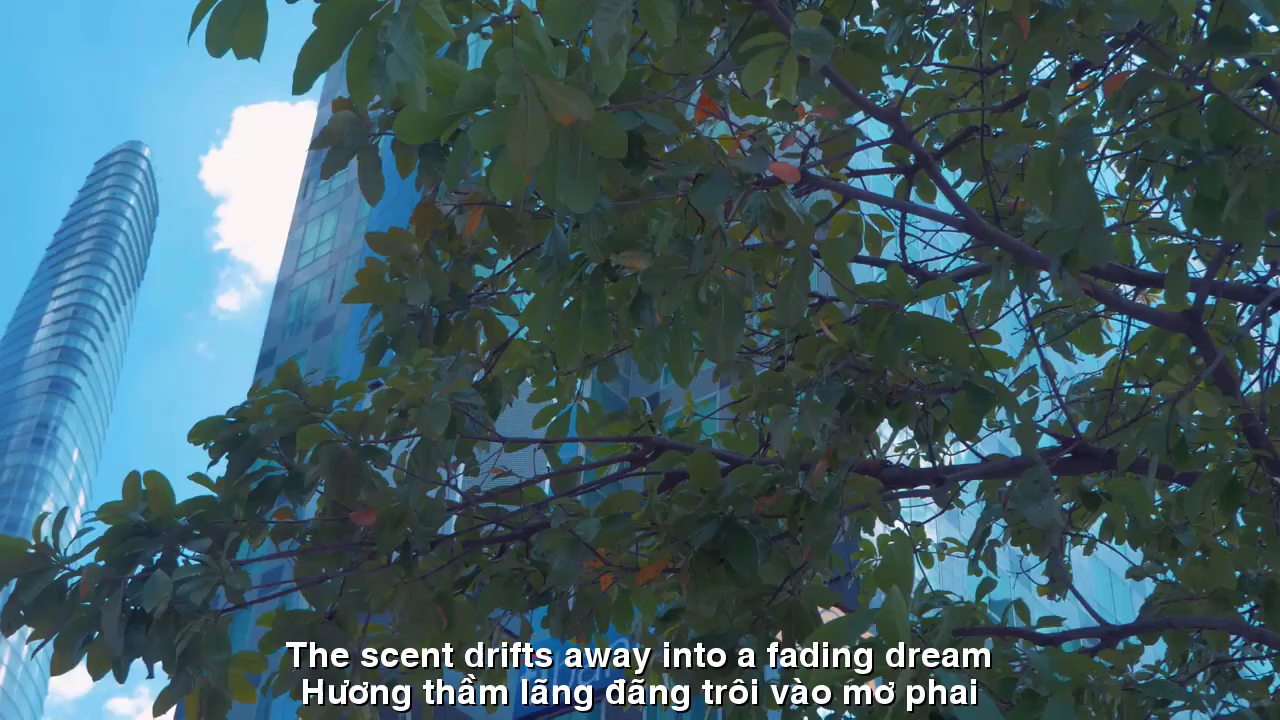 The scent drifts away into a fading dream
Hương thầm lãng đãng trôi vào mơ phai